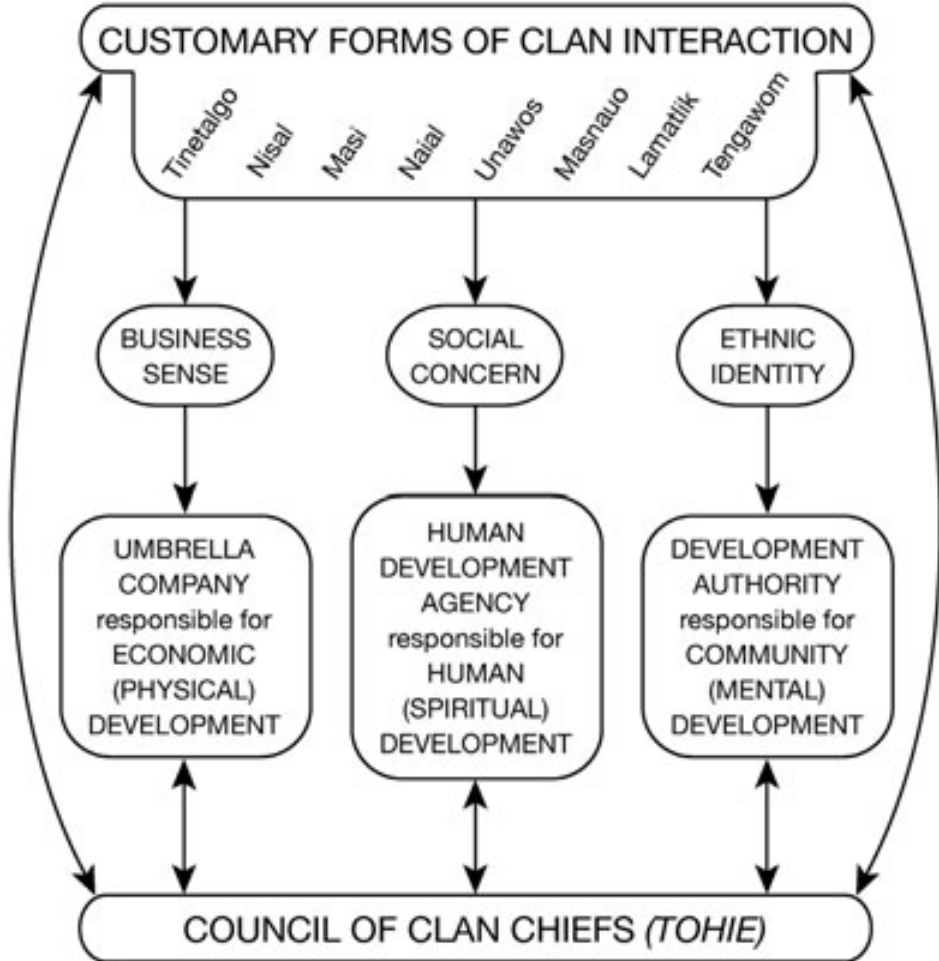 CUSTOMARY FORMS OF CLAN INTERACTION
Tinetalgo
Nisal
Masi
Naial
Unawos
Masnauo
Lamatlik
Tengawom
BUSINESS
SENSE
SOCIAL
CONCERN
ETHNIC
IDENTITY
UMBRELLA
COMPANY
responsible for
ECONOMIC
(PHYSICAL)
DEVELOPMENT
HUMAN
DEVELOPMENT
AGENCY
responsible for
HUMAN
(SPIRITUAL)
DEVELOPMENT
DEVELOPMENT
AUTHORITY
responsible for
COMMUNITY
(MENTAL)
DEVELOPMENT
COUNCIL OF CLAN CHIEFS (TOHIE)